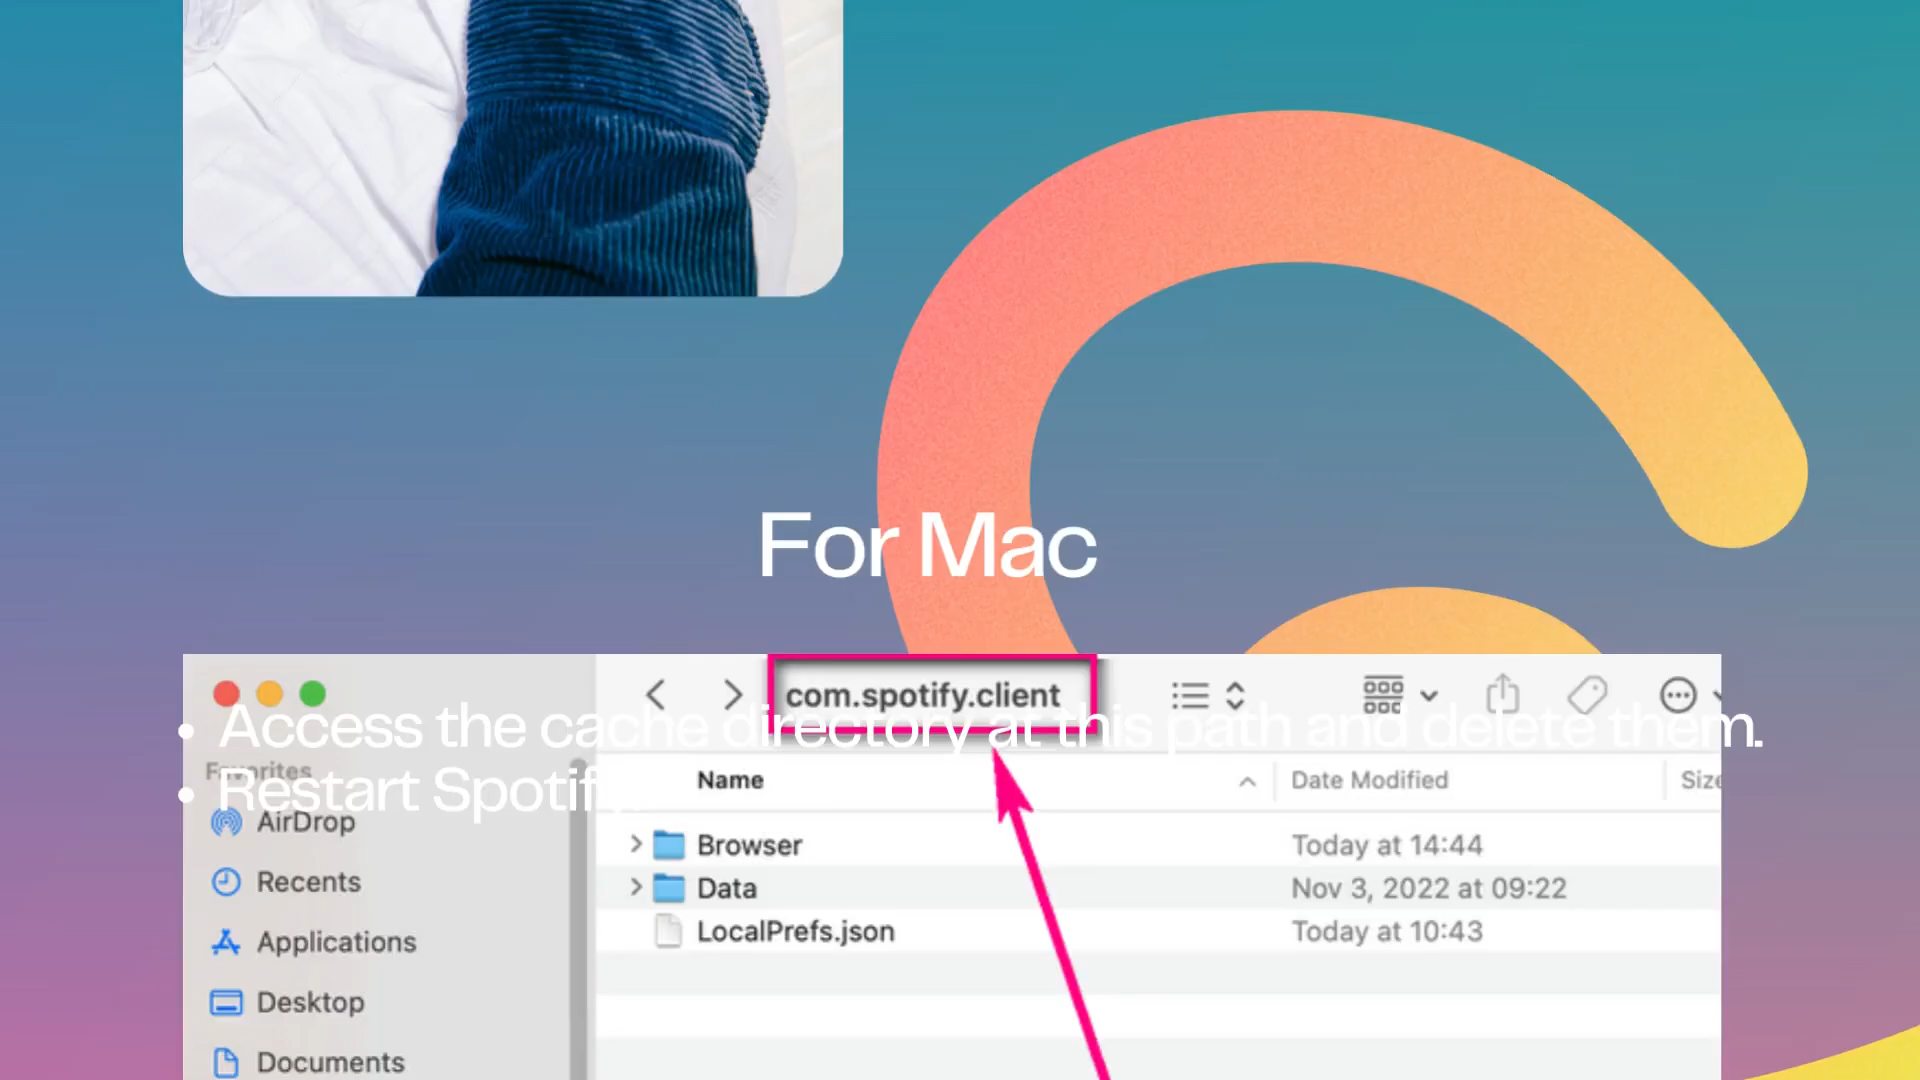 For Mac
com.spotify.client
• Access the cache directory at this path and delete them.
Favorites
• Restart Spotify.
Name
Date Modified
Size
AirDrop
Browser
Today at 14:44
Recents
Data
Nov 3, 2022 at 09:22
LocalPrefs.json
Today at 10:43
Applications
Desktop
Documents